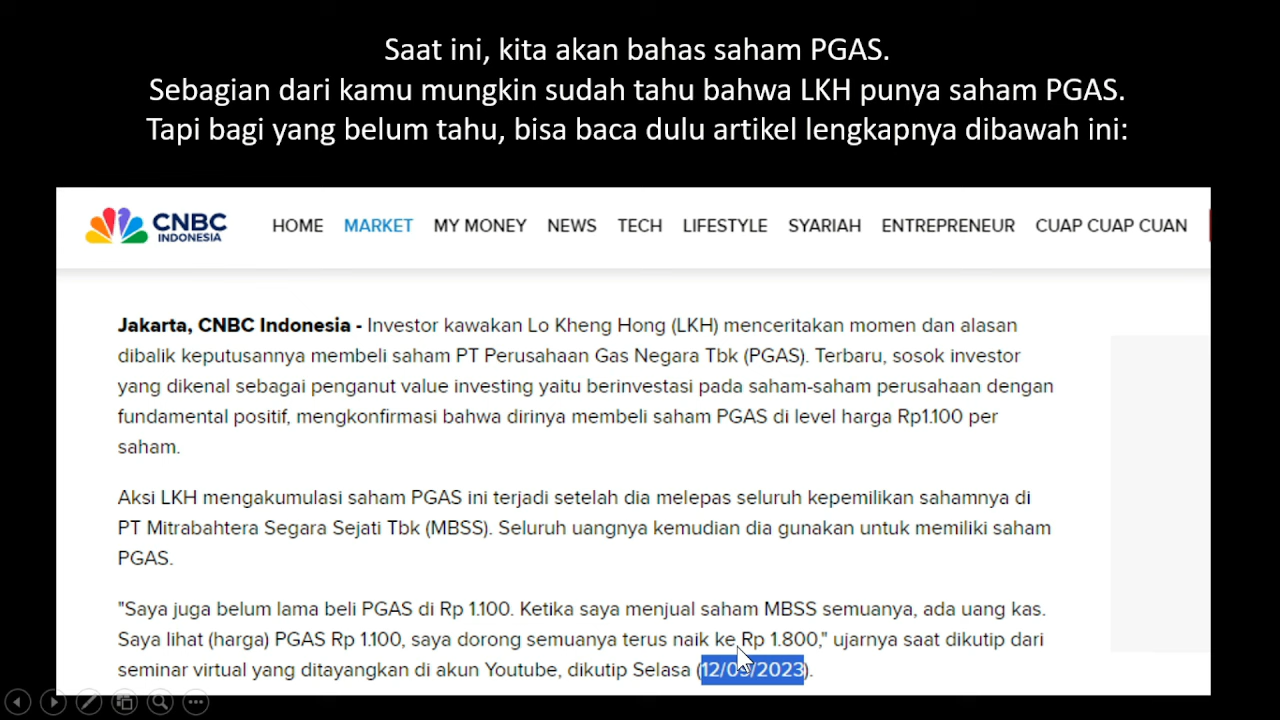 Saat ini, kita akan bahas saham PGAS.
Sebagian dari kamu mungkin sudah tahu bahwa LKH punya saham PGAS.
Tapi bagi yang belum tahu, bisa baca dulu artikel lengkapnya dibawah ini:
CNBC
INDONESIA
HOME MARKET MY MONEY NEWS TECH LIFESTYLE SYARIAH ENTREPRENEUR CUAP CUAP CUAN
Jakarta, CNBC Indonesia - Investor kawakan Lo Kheng Hong (LKH) menceritakan momen dan alasan
dibalik keputusannya membeli saham PT Perusahaan Gas Negara Tbk (PGAS). Terbaru, sosok investor
yang dikenal sebagai penganut value investing yaitu berinvestasi pada saham-saham perusahaan dengan
fundamental positif, mengkonfirmasi bahwa dirinya membeli saham PGAS di level harga Rp1.100 per
saham.
Aksi LKH mengakumulasi saham PGAS ini terjadi setelah dia melepas seluruh kepemilikan sahamnya di
PT Mitrabahtera Segara Sejati Tbk (MBSS). Seluruh uangnya kemudian dia gunakan untuk memiliki saham
PGAS.
"Saya juga belum lama beli PGAS di Rp 1.100. Ketika saya menjual saham MBSS semuanya, ada uang kas.
Saya lihat (harga) PGAS Rp 1.100, saya dorong semuanya terus naik ke Rp 1.800," ujarnya saat dikutip dari
seminar virtual yang ditayangkan di akun Youtube, dikutip Selasa (12/09/2023).